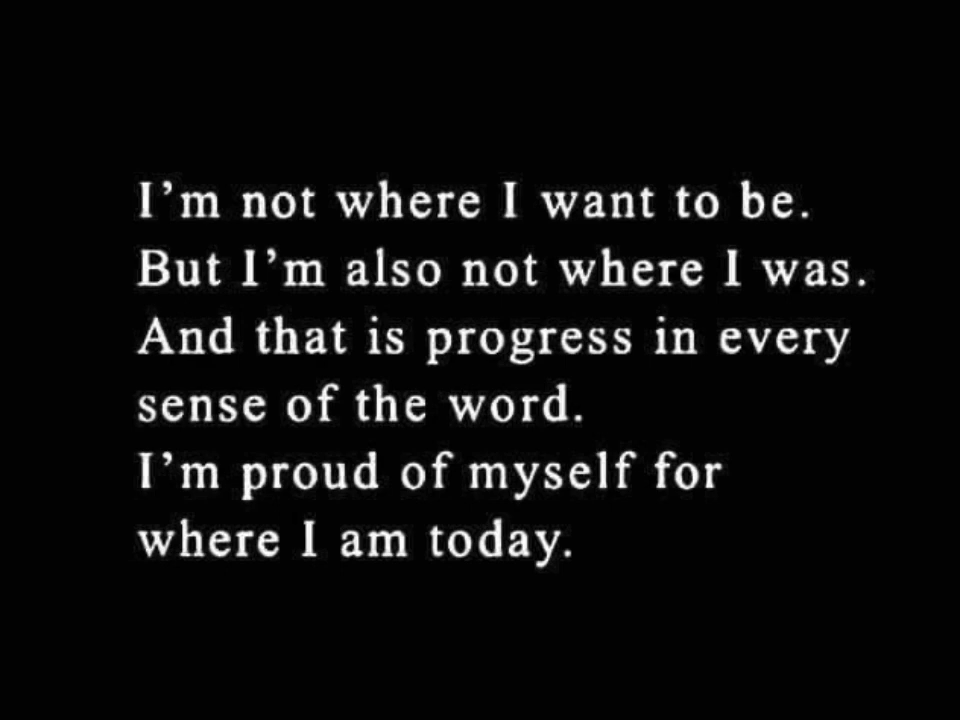 I’m not where I want to be.
But I’m also not where I was.
And that is progress in every
sense of the word.
I’m proud of myself for
where I am today.